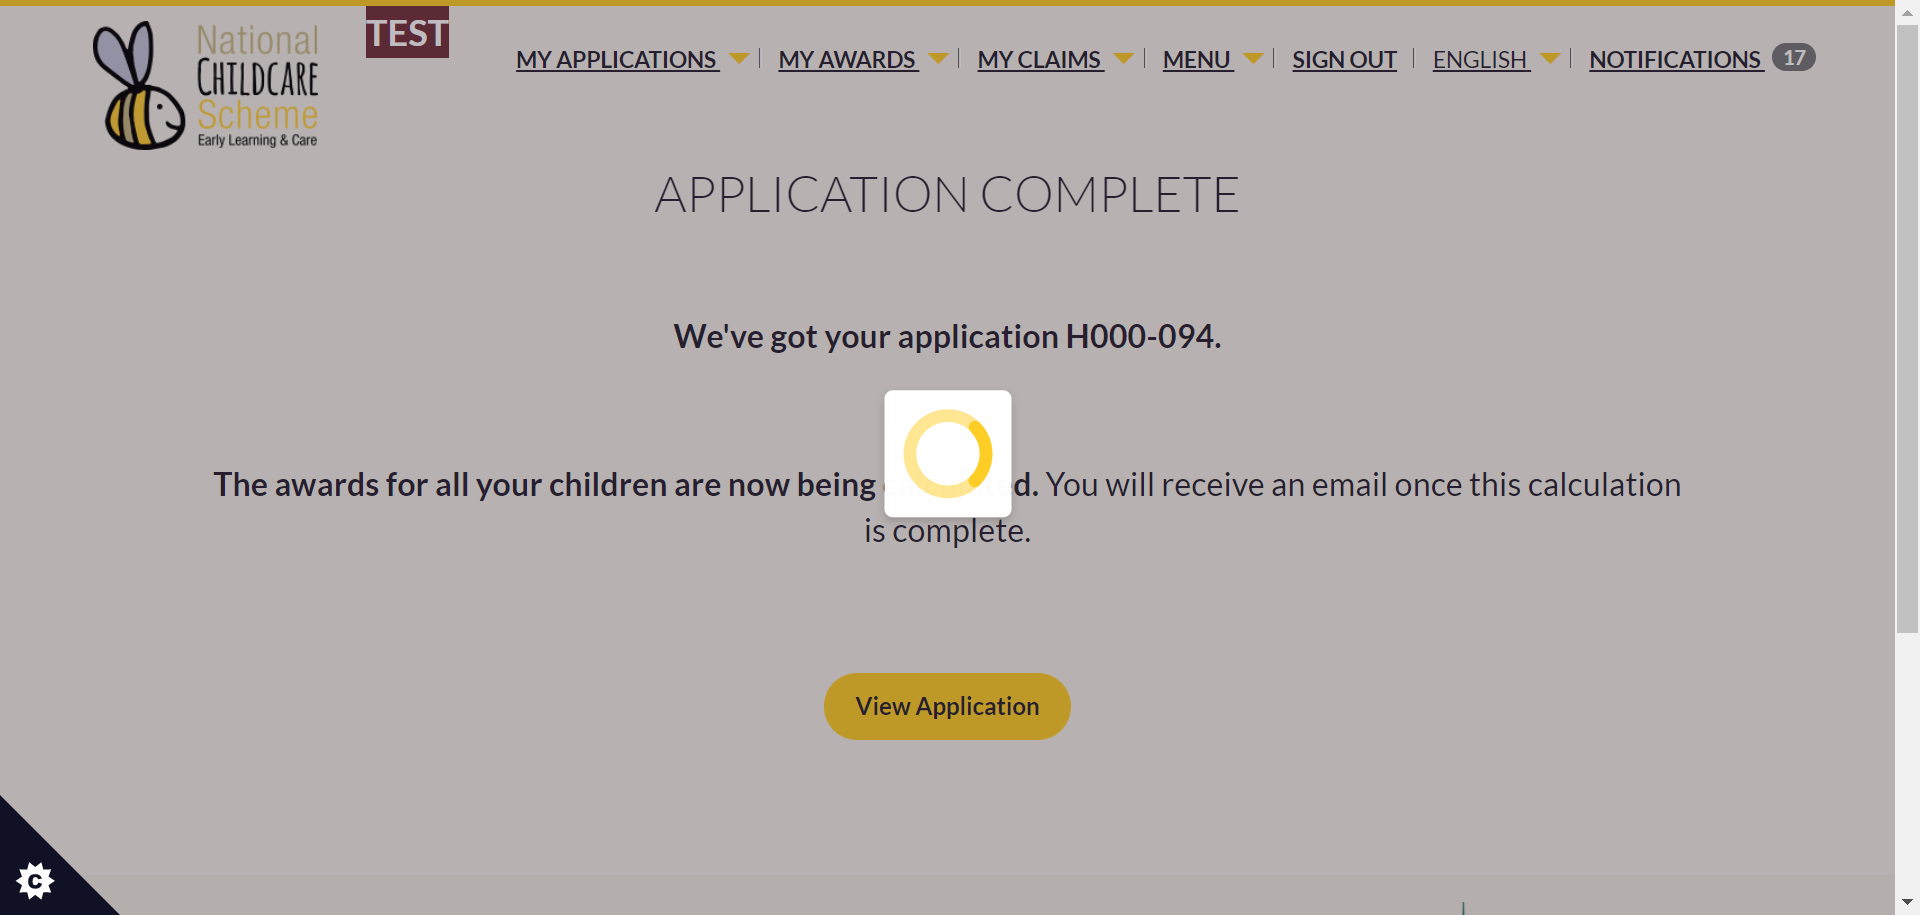 National
CHILDCARE
Scheme
Early Learning & Care
TEST
MY APPLICATIONS MY AWARDS MY CLAIMS MENU SIGN OUT ENGLISH NOTIFICATIONS 17
APPLICATION COMPLETE
We've got your application H000-094.
The awards for all your children are now being d. You will receive an email once this calculation
is complete.
View Application
C